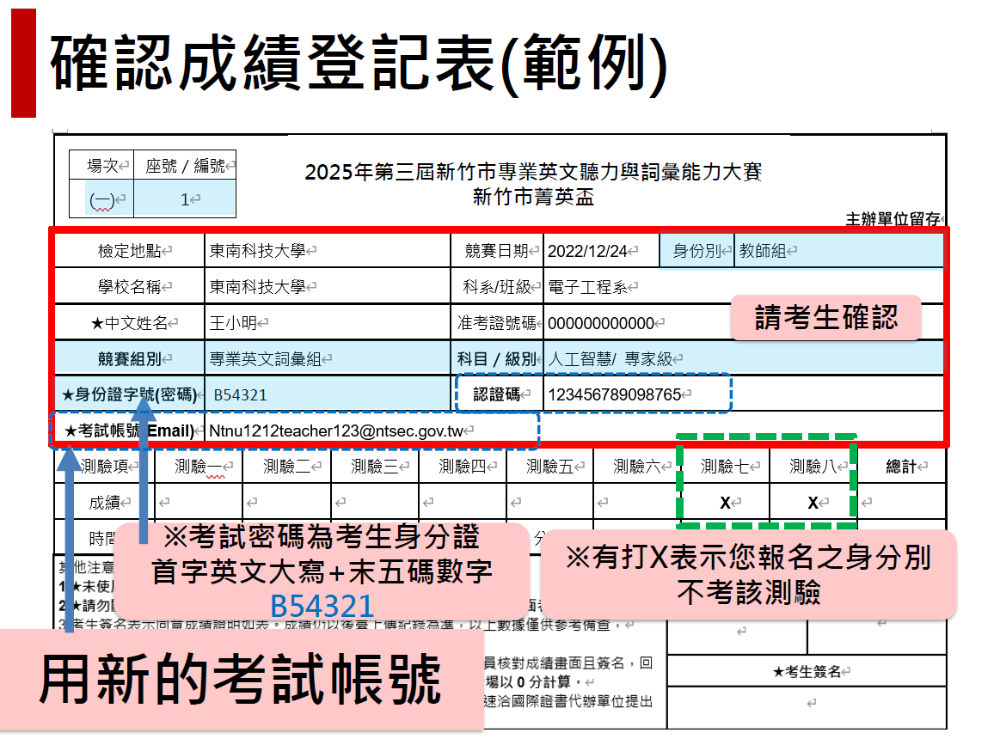 確認成績登記表(範例)
場次 座號 / 編號
(一) 1
2025年第三屆新竹市專業英文聽力與詞彙能力大賽
新竹市菁英盃
主辦單位留存
檢定地點 東南科技大學 競賽日期 2022/12/24 身份別 教師組
學校名稱 東南科技大學 科系/班級 電子工程系
請考生確認
★中文姓名 王小明 准考證號碼 000000000000
競賽組別 專業英文詞彙組 科目 / 級別 人工智慧/ 專家級
★身份證字號(密碼) B54321 認證碼 123456789098765
★考試帳號(Email) Ntnu1212teacher123@ntsec.gov.tw
測驗項 測驗一 測驗二 測驗三 測驗四 測驗五 測驗六 測驗七 測驗八 總計
成績 X X
時間 分
※考試密碼為考生身分證
首字英文大寫+末五碼數字
B54321
※有打X表示您報名之身分別
不考該測驗
其他注意
1.★未使用
2.★請勿
3.考生簽名表示同意成績證明如表。成績仍以後臺上傳紀錄為準，以上數據僅供參考備查，
用新的考試帳號
員核對成績畫面且簽名，回
場以 0 分計算。
速洽國際證書代辦單位提出
★考生簽名